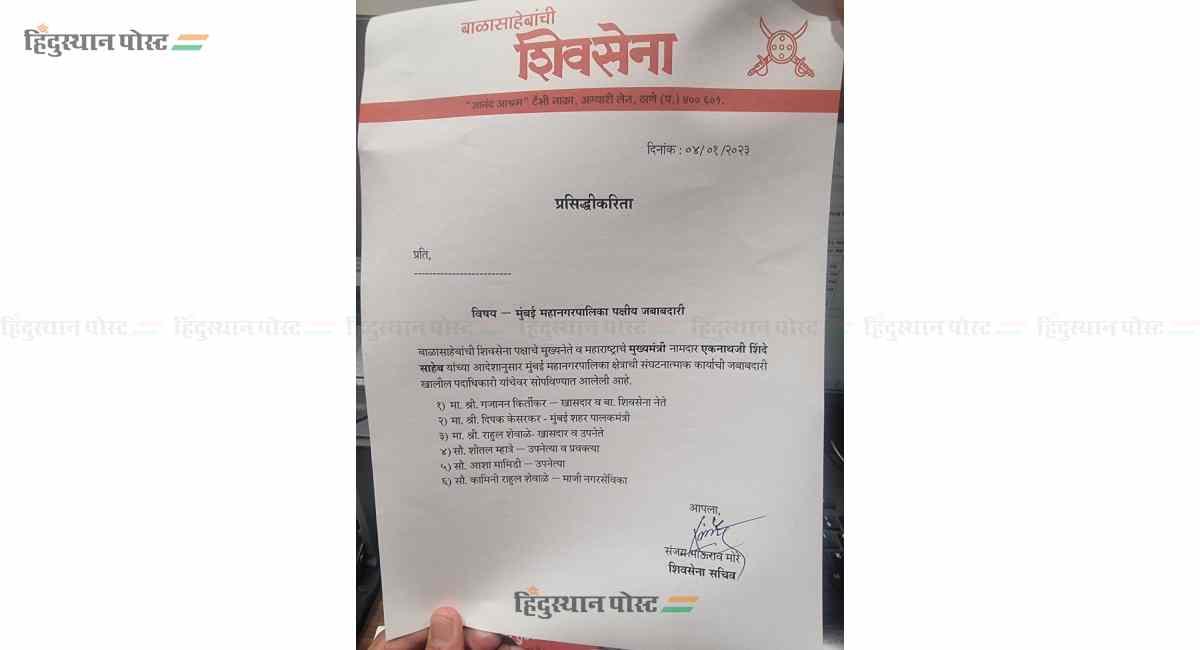 हिंदुस्थान पोस्ट
बाळासाहेबांची
शिवसेना
"आनंद आश्रम" टेंभी नाका, अग्यारी लेन, ठाणे (प.) ४०० ६०१.
दिनांक : ०४/०१/२०२३
प्रसिद्धीकरिता
प्रति,
विषय – मुंबई महानगरपालिका पक्षीय जबाबदारी
हिंदुस्थान पोस्ट हिंदुस्थान पोस्ट हिंदुस्थान पोस्ट हिंदुस्थान पोस्ट हिंदुस्थान पोस्ट हिंदुस्थान पोस्ट
बाळासाहेबांची शिवसेना पक्षाचे मुख्यनेते व महाराष्ट्राचे मुख्यमंत्री नामदार एकनाथजी शिंदे
साहेब यांच्या आदेशानुसार मुंबई महानगरपालिका क्षेत्राची संघटनात्मक कार्याची जबाबदारी
खालील पदाधिकारी यांचेवर सोपविण्यात आलेली आहे.
१) मा. श्री. गजानन किर्तीकर – खासदार व बा. शिवसेना नेते
२) मा. श्री. दिपक केसरकर - मुंबई शहर पालकमंत्री
३) मा. श्री. राहुल शेवाळे- खासदार व उपनेते
४) सौ. शीतल म्हात्रे – उपनेत्या व प्रवक्त्या
५) सौ. आशा मामिडी – उपनेत्या
६) सौ. कामिनी राहुल शेवाळे – माजी नगरसेविका
आपला,
संजय भाऊराव मोरे
शिवसेना सचिव
हिंदुस्थान पोस्ट